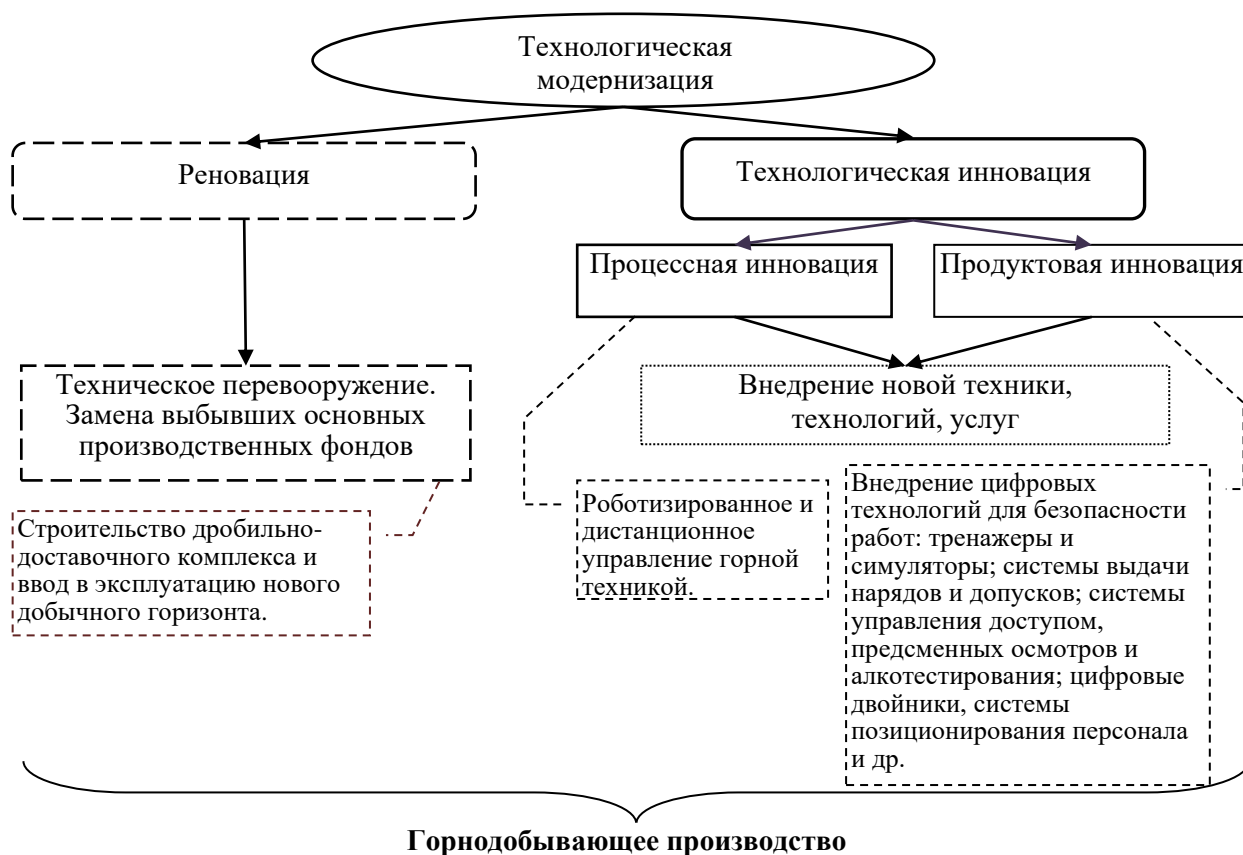 Технологическая
модернизация
Реновация
Технологическая инновация
Процессная инновация
Продуктовая инновация
Техническое перевооружение.
Замена выбывших основных
производственных фондов
Внедрение новой техники,
технологий, услуг
Строительство дробильно-
доставочного комплекса и
ввод в эксплуатацию нового
добычного горизонта.
Роботизированное и
дистанционное
управление горной
техникой.
Внедрение цифровых
технологий для безопасности
работ: тренажеры и
симуляторы; системы выдачи
нарядов и допусков; системы
управления доступом,
предсменных осмотров и
алкотестирования; цифровые
двойники, системы
позиционирования персонала
и др.
Горнодобывающее производство